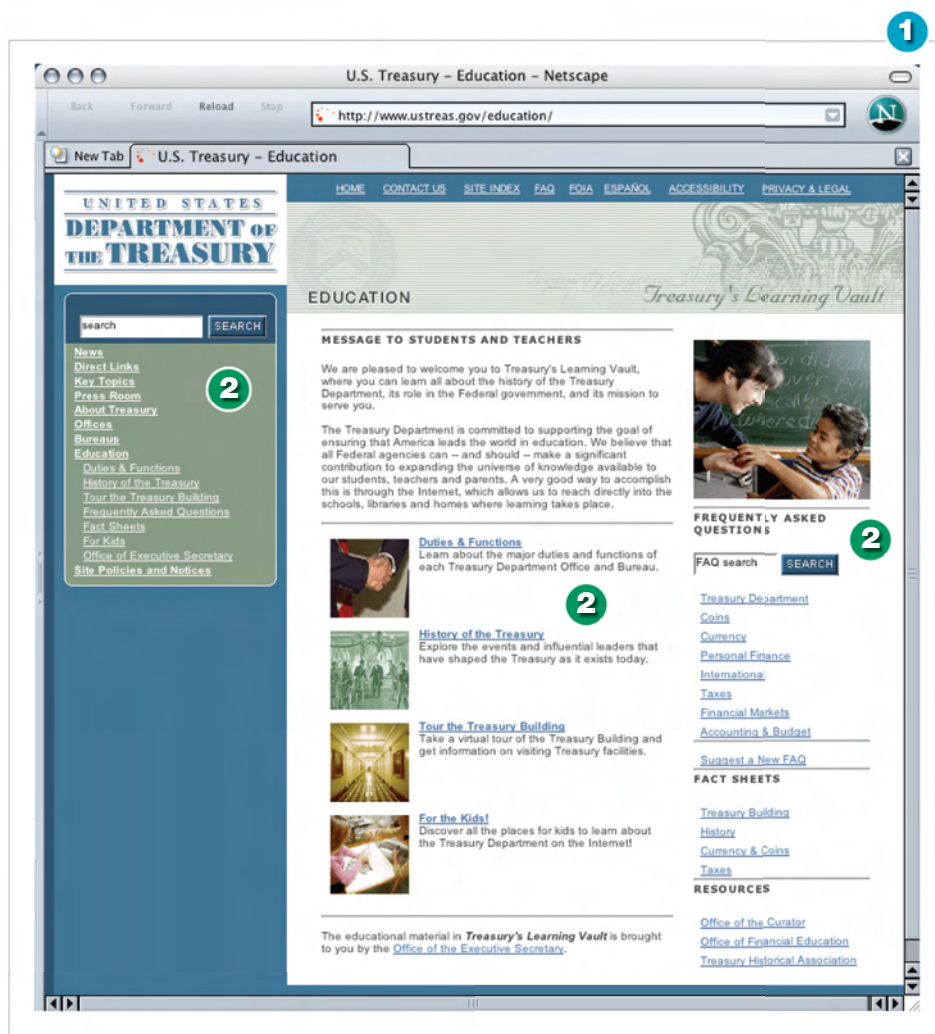 1
U.S. Treasury – Education – Netscape
Back Forward Reload Stop
http://www.ustreas.gov/education/
N
New Tab U.S. Treasury – Education
HOME CONTACT US SITE INDEX FAQ FOIA ESPAÑOL ACCESSIBILITY PRIVACY & LEGAL
UNITED STATES
DEPARTMENT OF
THE TREASURY
EDUCATION
Treasury's Learning Vault
search SEARCH
News
Direct Links
Key Topics
Press Room
About Treasury
Offices
Bureaus
Education
Duties & Functions
History of the Treasury
Tour the Treasury Building
Frequently Asked Questions
Fact Sheets
For Kids
Office of Executive Secretary
Site Policies and Notices
2
MESSAGE TO STUDENTS AND TEACHERS
We are pleased to welcome you to Treasury's Learning Vault,
where you can learn all about the history of the Treasury
Department, its role in the Federal government, and its mission to
serve you.
The Treasury Department is committed to supporting the goal of
ensuring that America leads the world in education. We believe that
all Federal agencies can -- and should -- make a significant
contribution to expanding the universe of knowledge available to
our students, teachers and parents. A very good way to accomplish
this is through the Internet, which allows us to reach directly into the
schools, libraries and homes where learning takes place.
Duties & Functions
Learn about the major duties and functions of
each Treasury Department Office and Bureau.
2
History of the Treasury
Explore the events and influential leaders that
have shaped the Treasury as it exists today.
Tour the Treasury Building
Take a virtual tour of the Treasury Building and
get information on visiting Treasury facilities.
For the Kids!
Discover all the places for kids to learn about
the Treasury Department on the Internet!
The educational material in Treasury's Learning Vault is brought
to you by the Office of the Executive Secretary.
FREQUENTLY ASKED
QUESTIONS
2
FAQ search SEARCH
Treasury Department
Coins
Currency
Personal Finance
International
Taxes
Financial Markets
Accounting & Budget
Suggest a New FAQ
FACT SHEETS
Treasury Building
History
Currency & Coins
Taxes
RESOURCES
Office of the Curator
Office of Financial Education
Treasury Historical Association